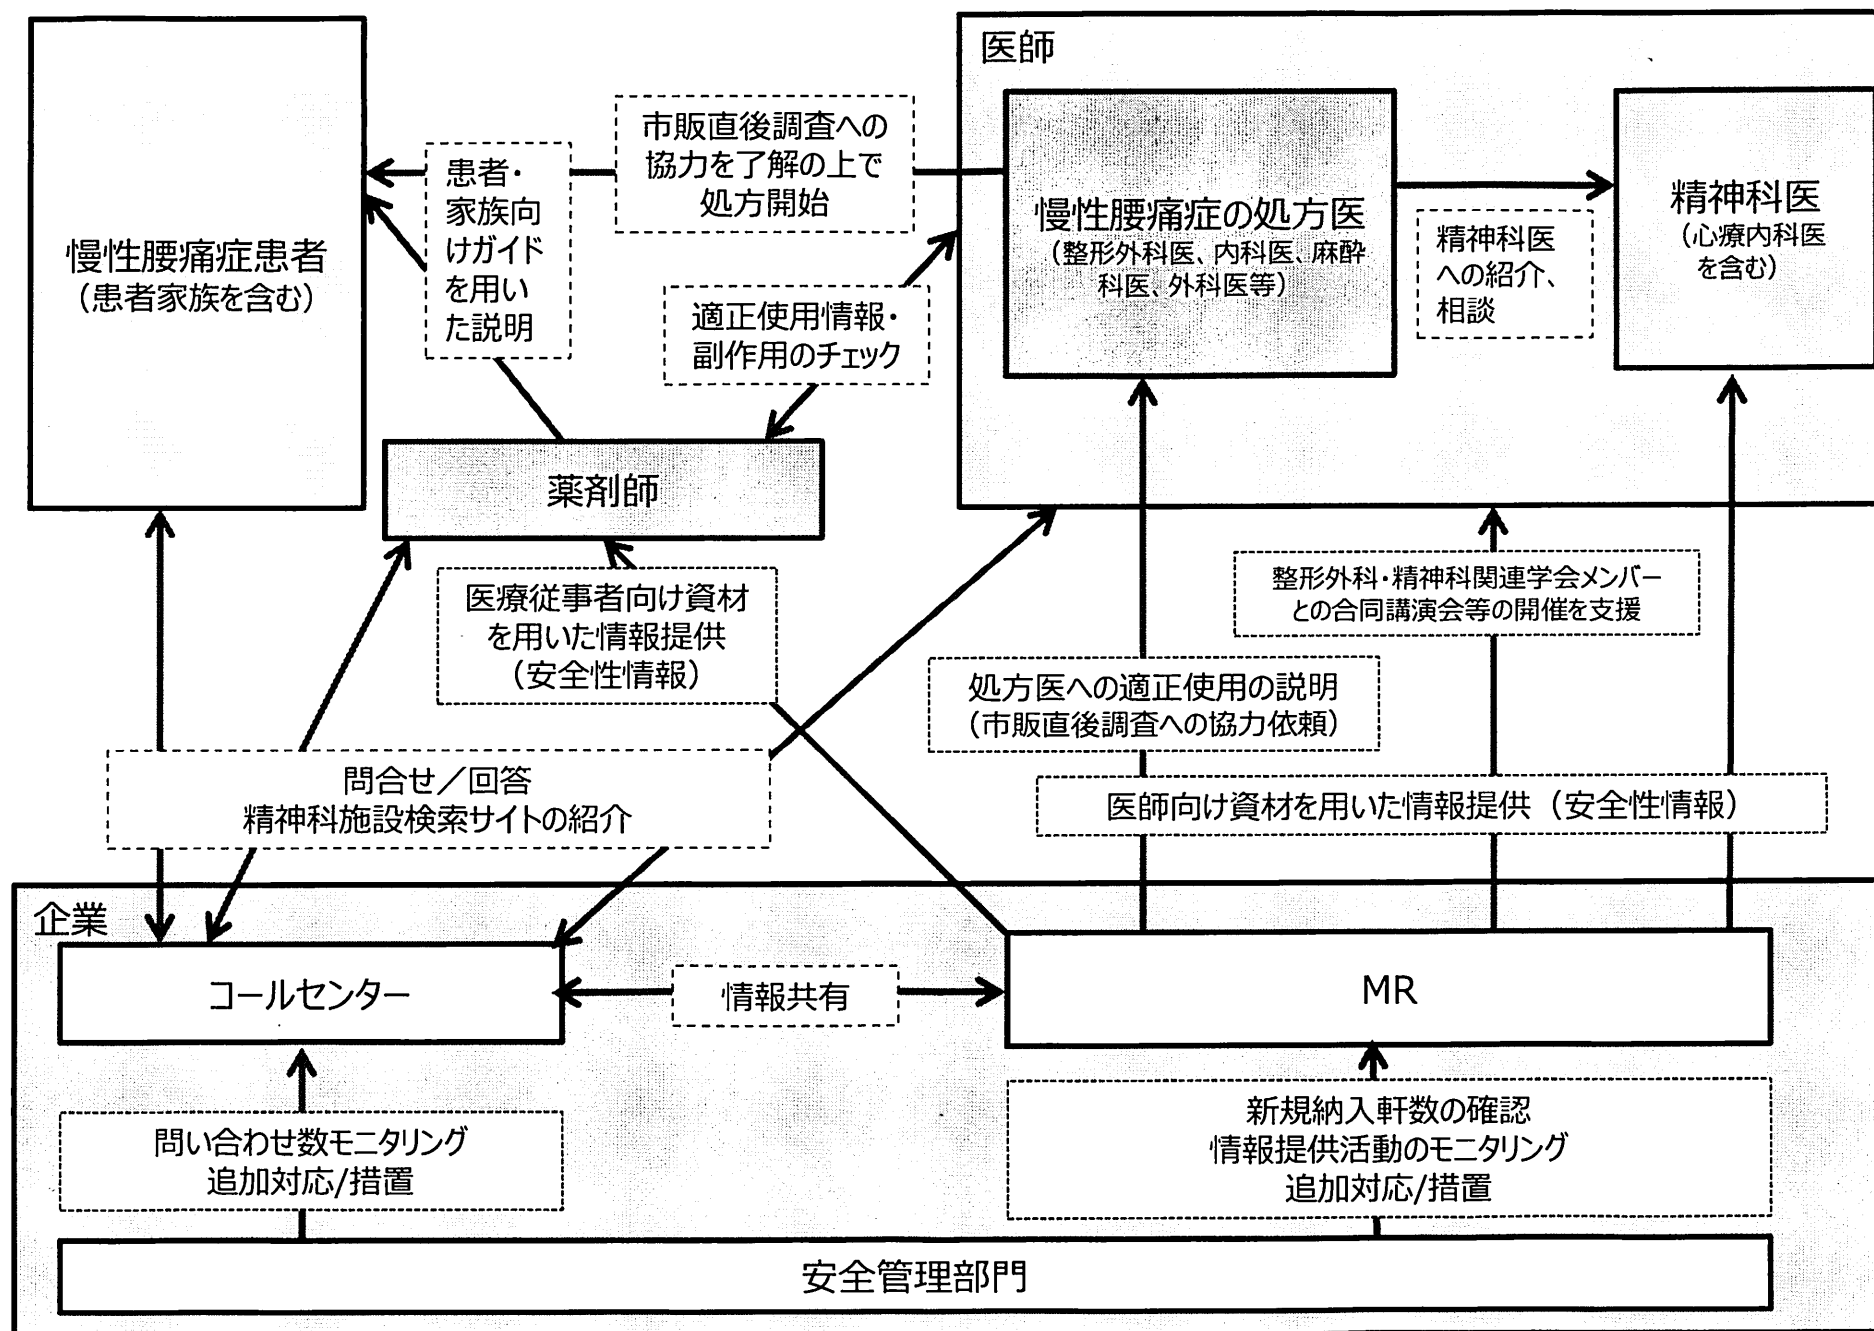 医師
市販直後調査への
協力を了解の上で
処方開始
患者・
家族向
けガイド
を用い
た説明
慢性腰痛症患者
（患者家族を含む）
慢性腰痛症の処方医
（整形外科医、内科医、麻酔
科医、外科医等）
精神科医
への紹介、
相談
精神科医
（心療内科医
を含む）
適正使用情報・
副作用のチェック
薬剤師
医療従事者向け資材
を用いた情報提供
（安全性情報）
整形外科・精神科関連学会メンバー
との合同講演会等の開催を支援
処方医への適正使用の説明
（市販直後調査への協力依頼）
問合せ／回答
精神科施設検索サイトの紹介
医師向け資材を用いた情報提供（安全性情報）
企業
コールセンター
情報共有
MR
問い合わせ数モニタリング
追加対応/措置
新規納入軒数の確認
情報提供活動のモニタリング
追加対応/措置
安全管理部門